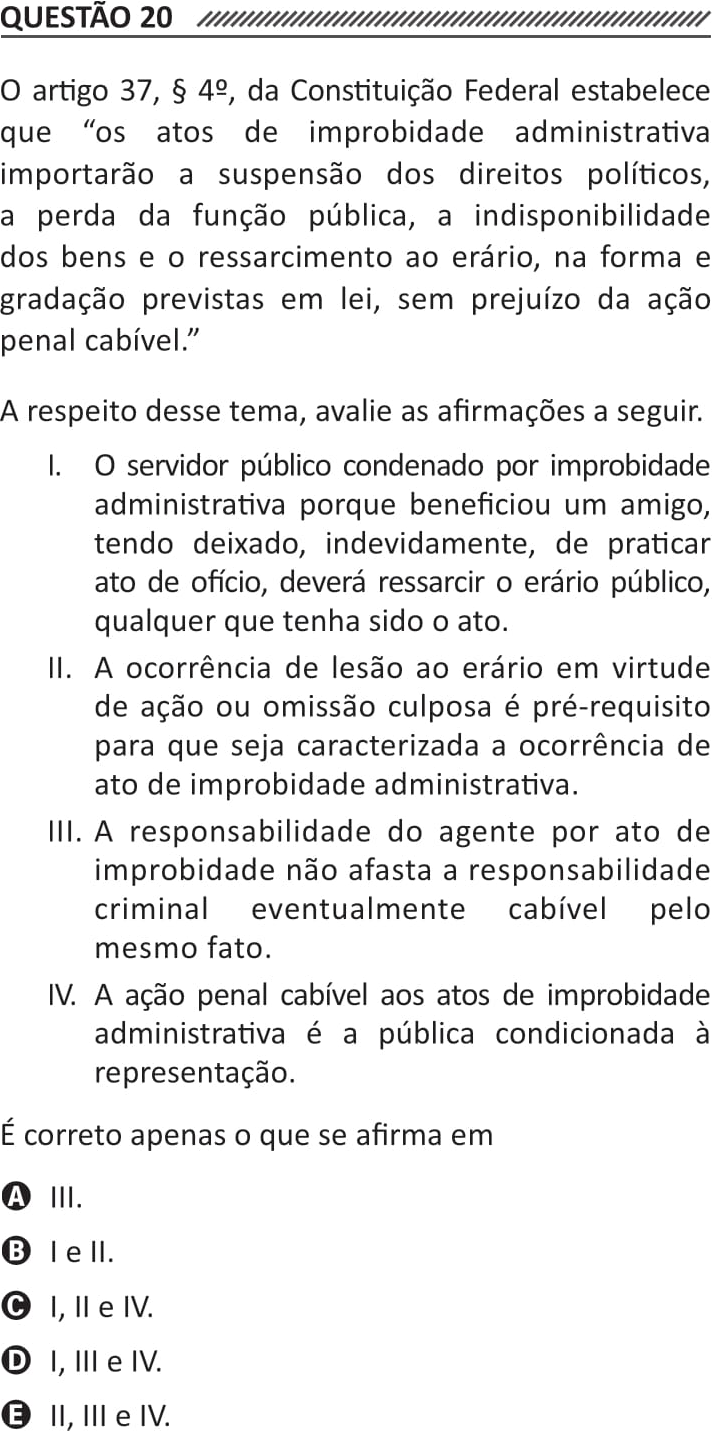 QUESTÃO 20
O artigo 37, § 4º, da Constituição Federal estabelece
que “os atos de improbidade administrativa
importarão a suspensão dos direitos políticos,
a perda da função pública, a indisponibilidade
dos bens e o ressarcimento ao erário, na forma e
gradação previstas em lei, sem prejuízo da ação
penal cabível.”
A respeito desse tema, avalie as afirmações a seguir.
I. O servidor público condenado por improbidade
administrativa porque beneficiou um amigo,
tendo deixado, indevidamente, de praticar
ato de ofício, deverá ressarcir o erário público,
qualquer que tenha sido o ato.
II. A ocorrência de lesão ao erário em virtude
de ação ou omissão culposa é pré-requisito
para que seja caracterizada a ocorrência de
ato de improbidade administrativa.
III. A responsabilidade do agente por ato de
improbidade não afasta a responsabilidade
criminal eventualmente cabível pelo
mesmo fato.
IV. A ação penal cabível aos atos de improbidade
administrativa é a pública condicionada à
representação.
É correto apenas o que se afirma em
A III.
B I e II.
C I, II e IV.
D I, III e IV.
E II, III e IV.